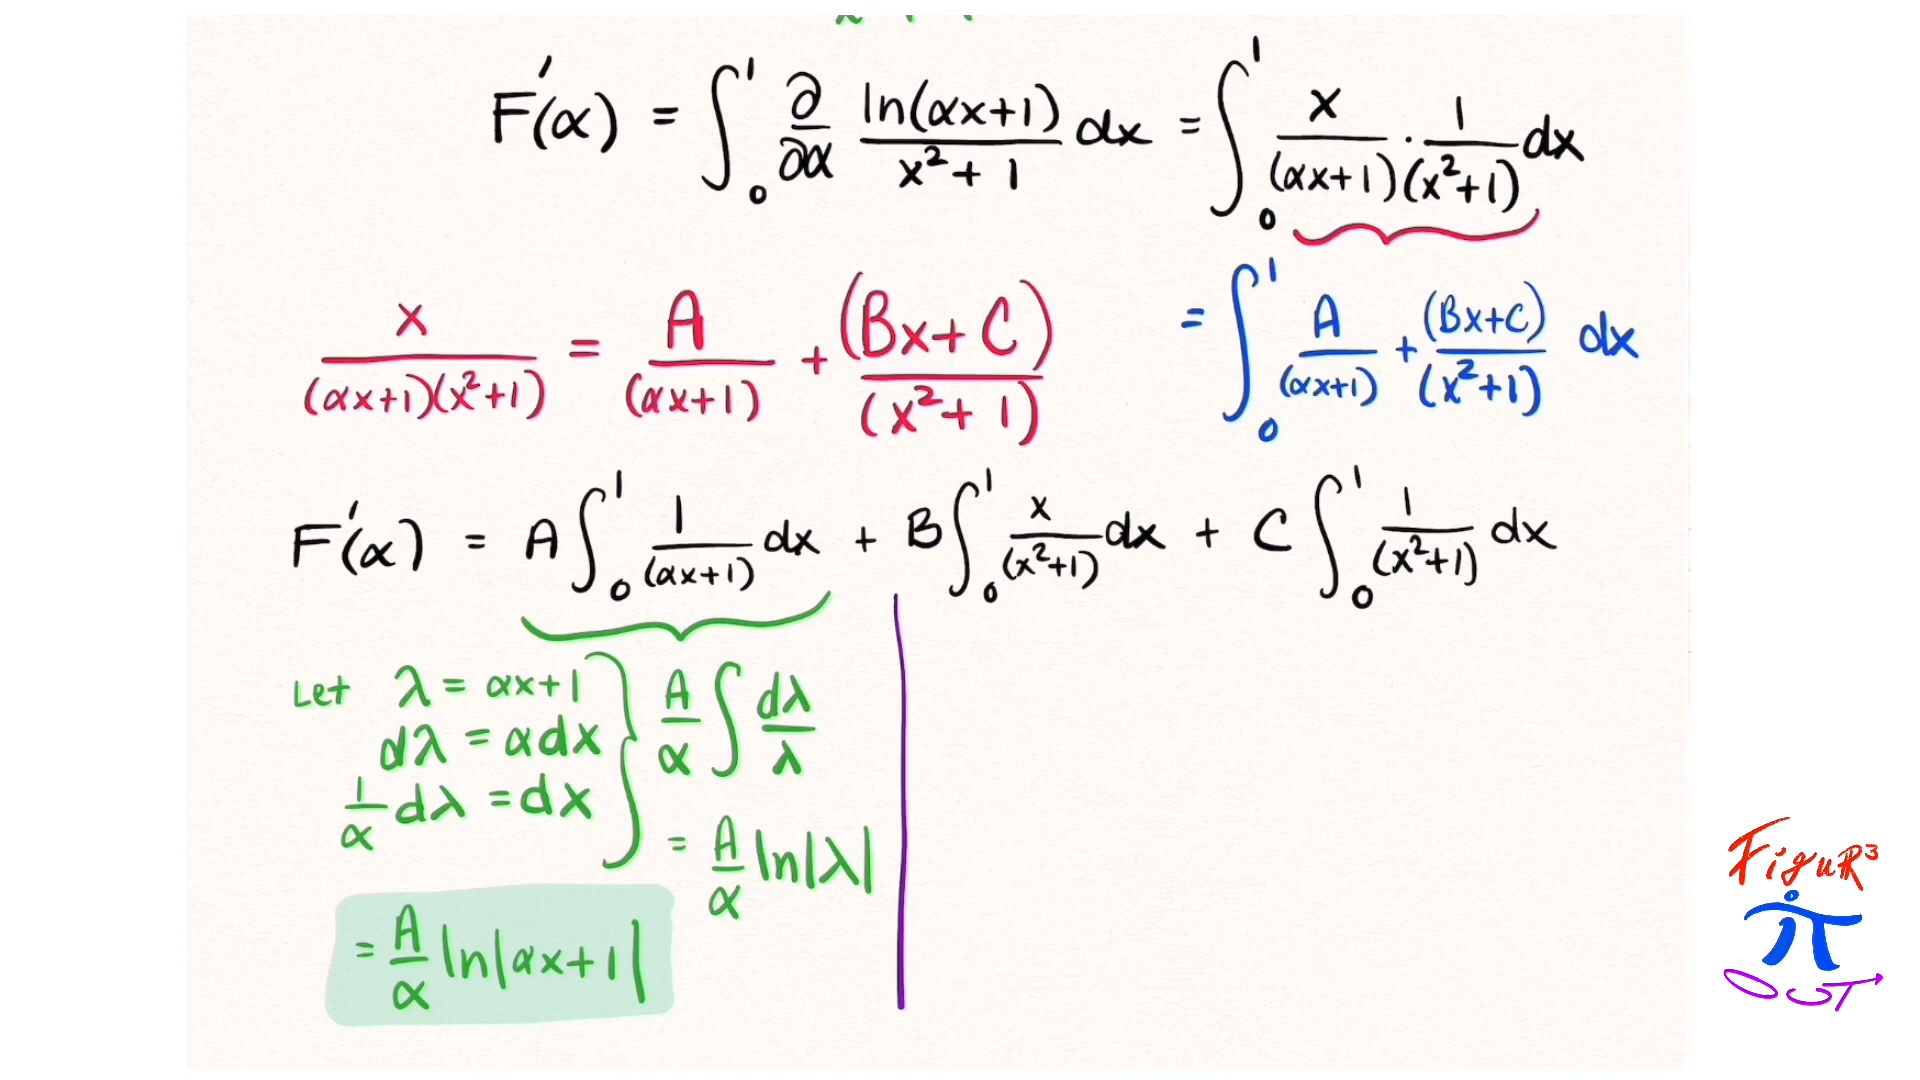 F'(α) = ∫₀¹ ∂/∂α ln(αx+1)/(x²+1) dx = ∫₀¹ x/(αx+1) · 1/(x²+1) dx
x/((αx+1)(x²+1)) = A/(αx+1) + (Bx+C)/(x²+1)
= ∫₀¹ A/(αx+1) + (Bx+C)/(x²+1) dx
F'(α) = A∫₀¹ 1/(αx+1) dx + B∫₀¹ x/(x²+1) dx + C∫₀¹ 1/(x²+1) dx
Let λ = αx+1
dλ = αdx
1/α dλ = dx
A/α ∫ dλ/λ
= A/α ln|λ|
= A/α ln|αx+1|
FiguR³
iT
OUT